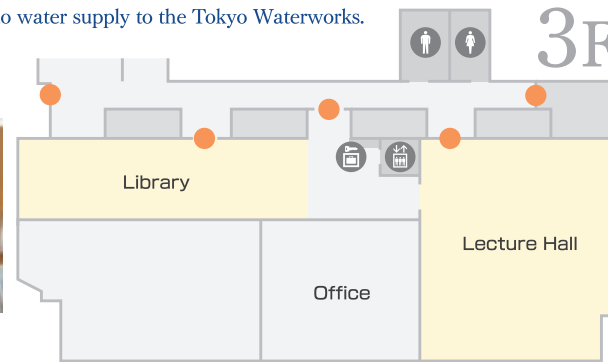 o water supply to the Tokyo Waterworks.
3F
Library
Lecture Hall
Office